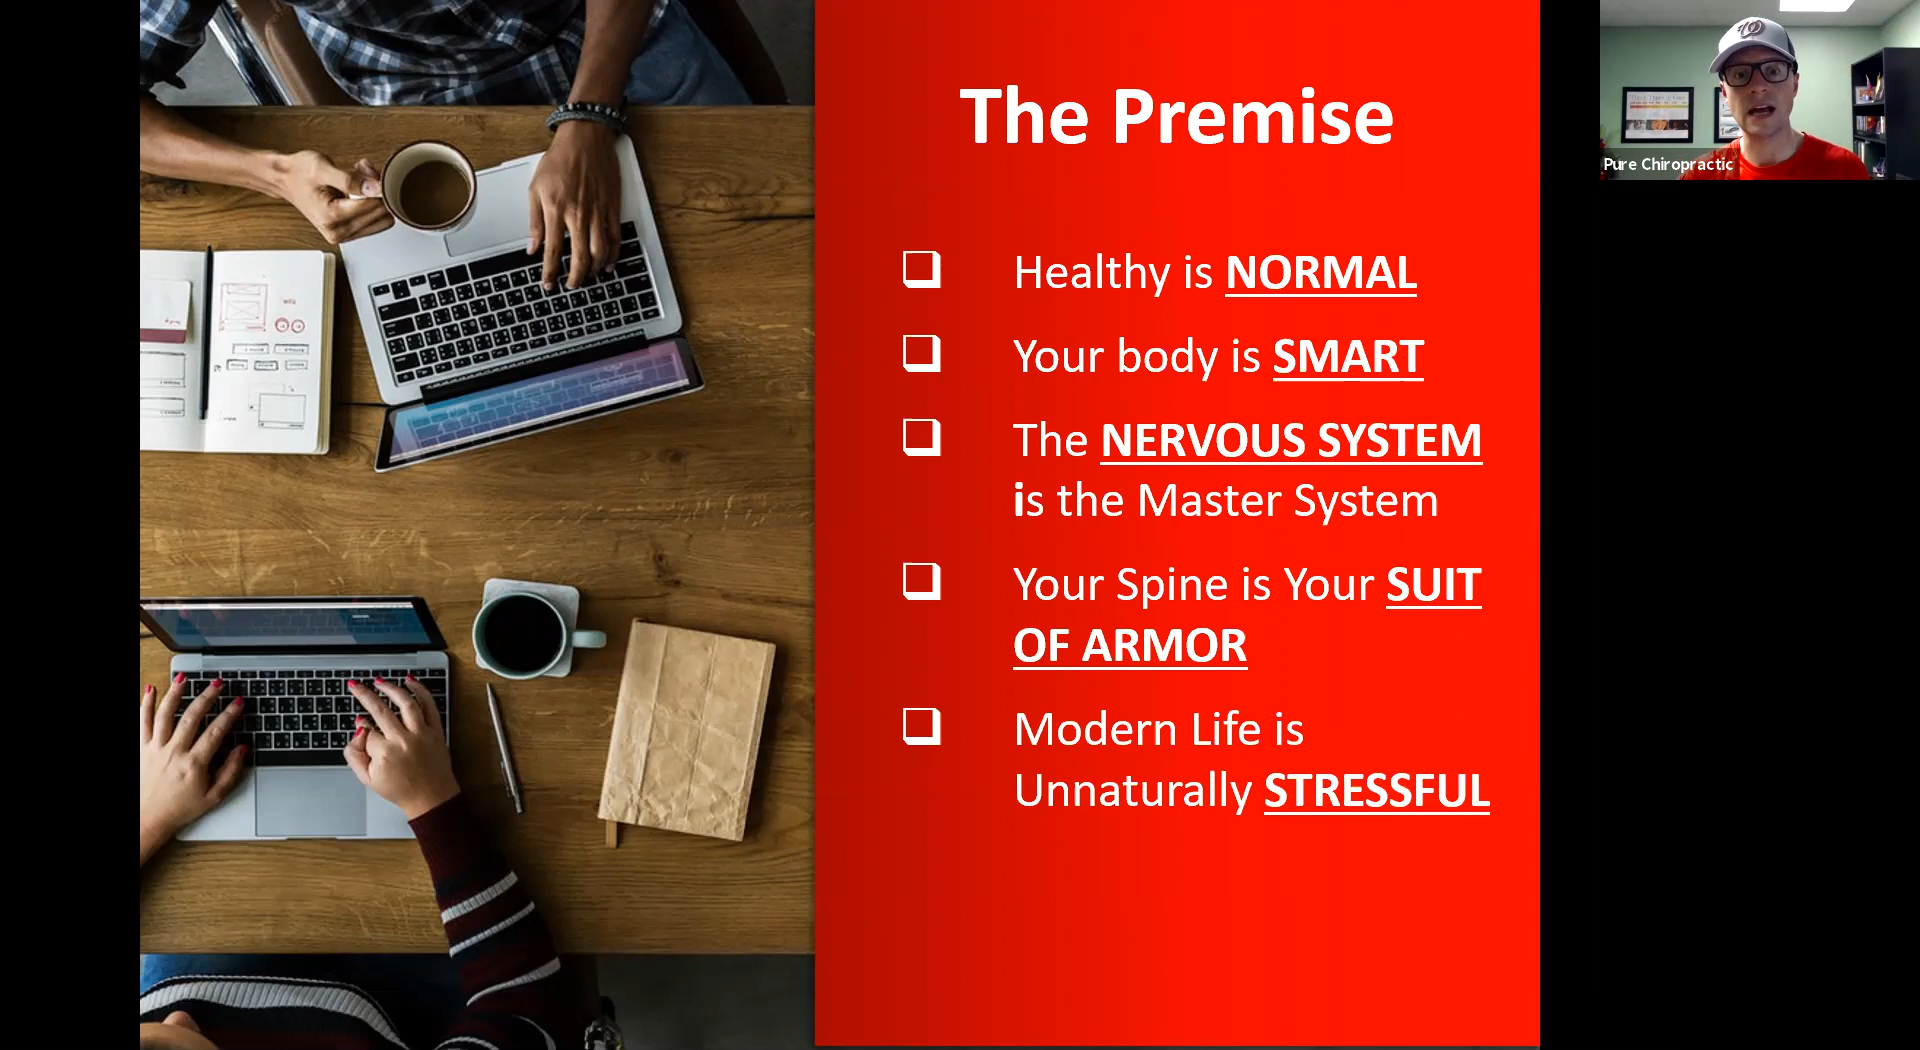 The Premise
Healthy is NORMAL
Your body is SMART
The NERVOUS SYSTEM
is the Master System
Your Spine is Your SUIT
OF ARMOR
Modern Life is
Unnaturally STRESSFUL
Pure Chiropractic